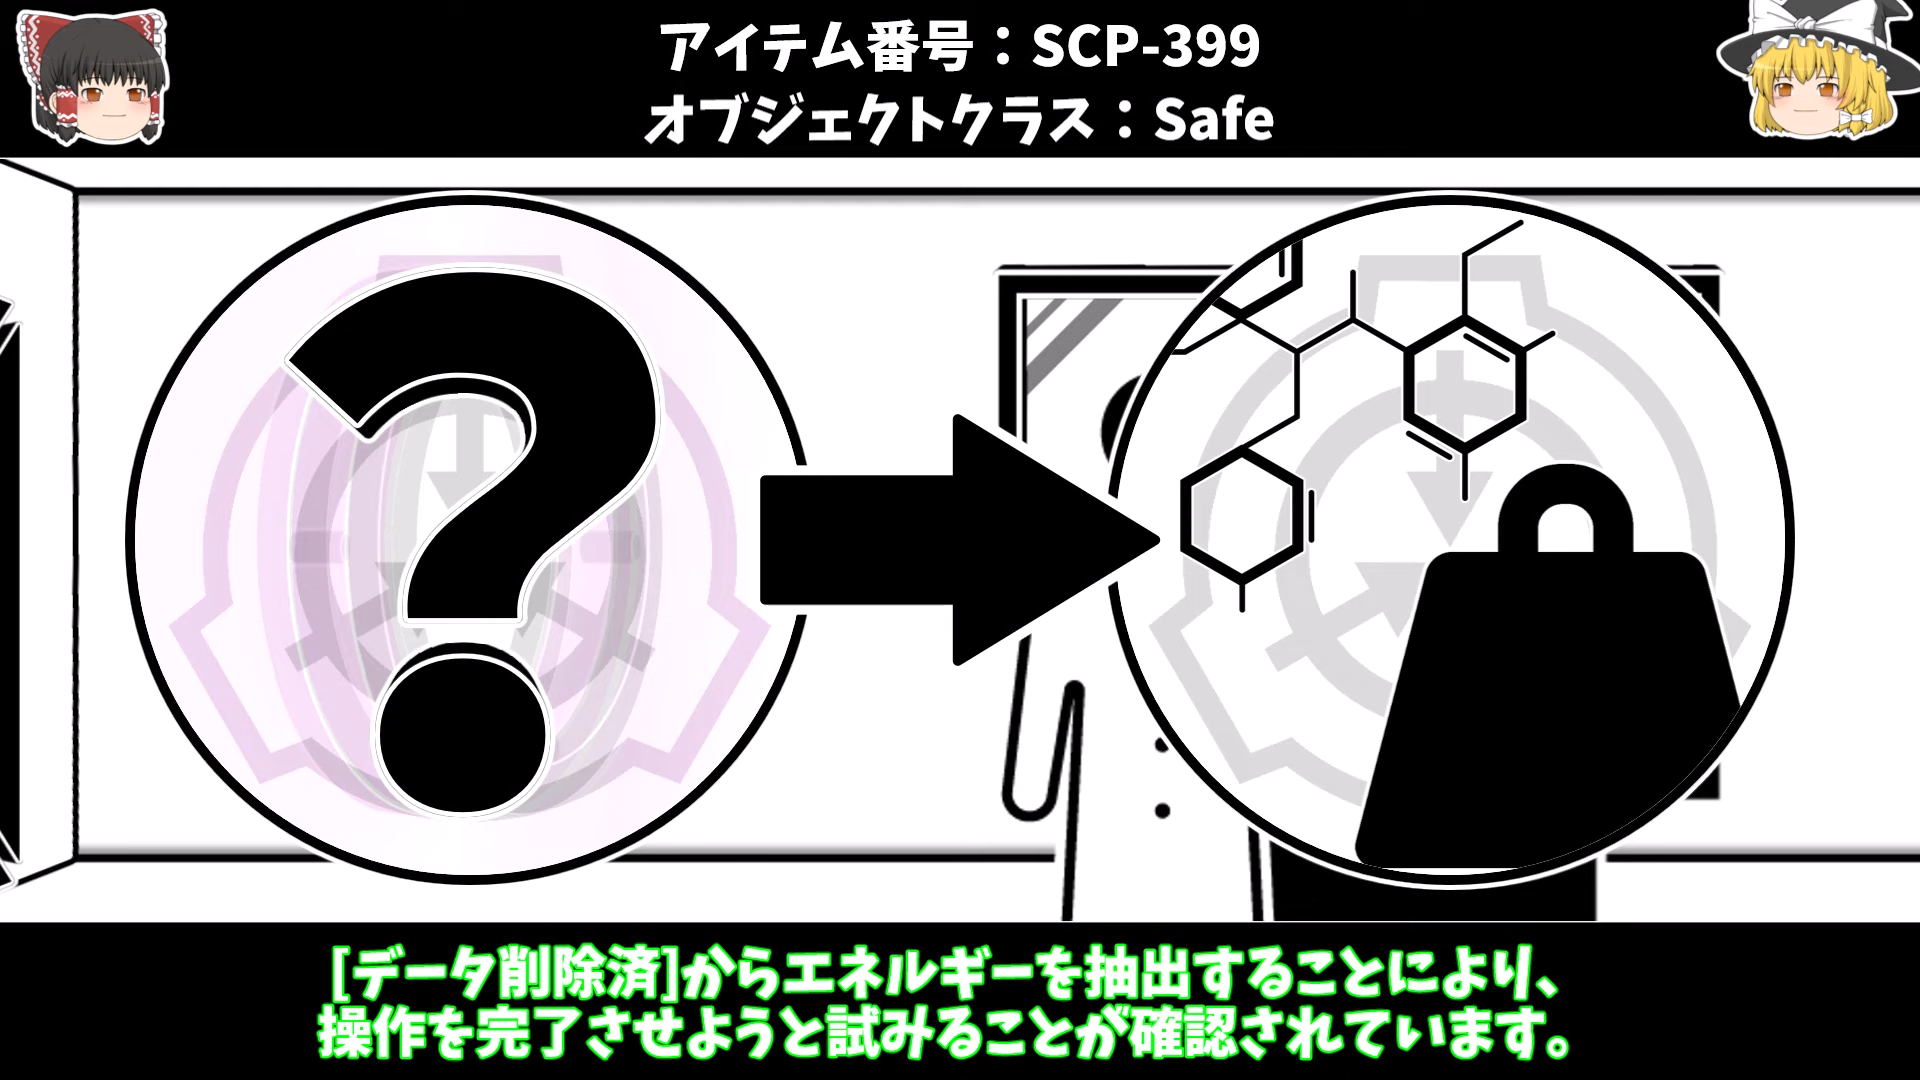 アイテム番号：SCP-399
オブジェクトクラス：Safe
?
[データ削除済]からエネルギーを抽出することにより、
操作を完了させようと試みることが確認されています。